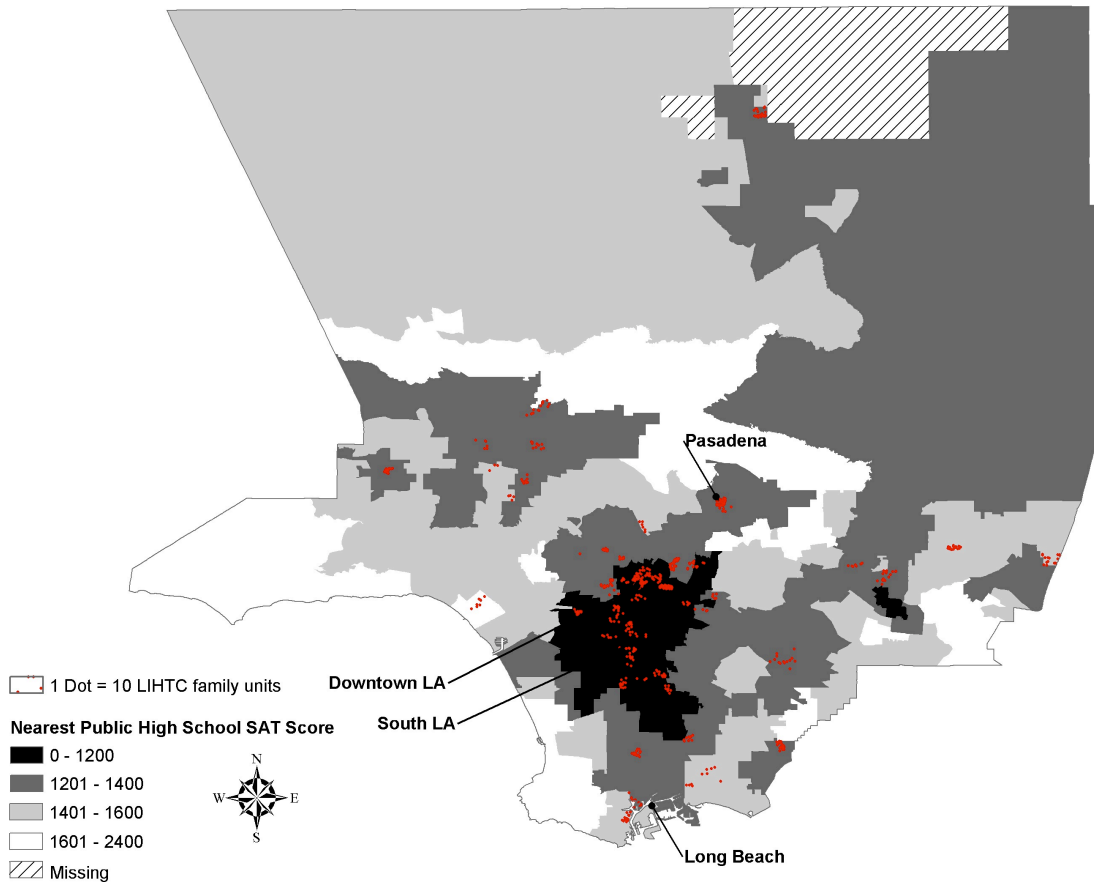 Pasadena
Downtown LA
South LA
Long Beach
1 Dot = 10 LIHTC family units
Nearest Public High School SAT Score
0 - 1200
1201 - 1400
1401 - 1600
1601 - 2400
Missing
N
W E
S